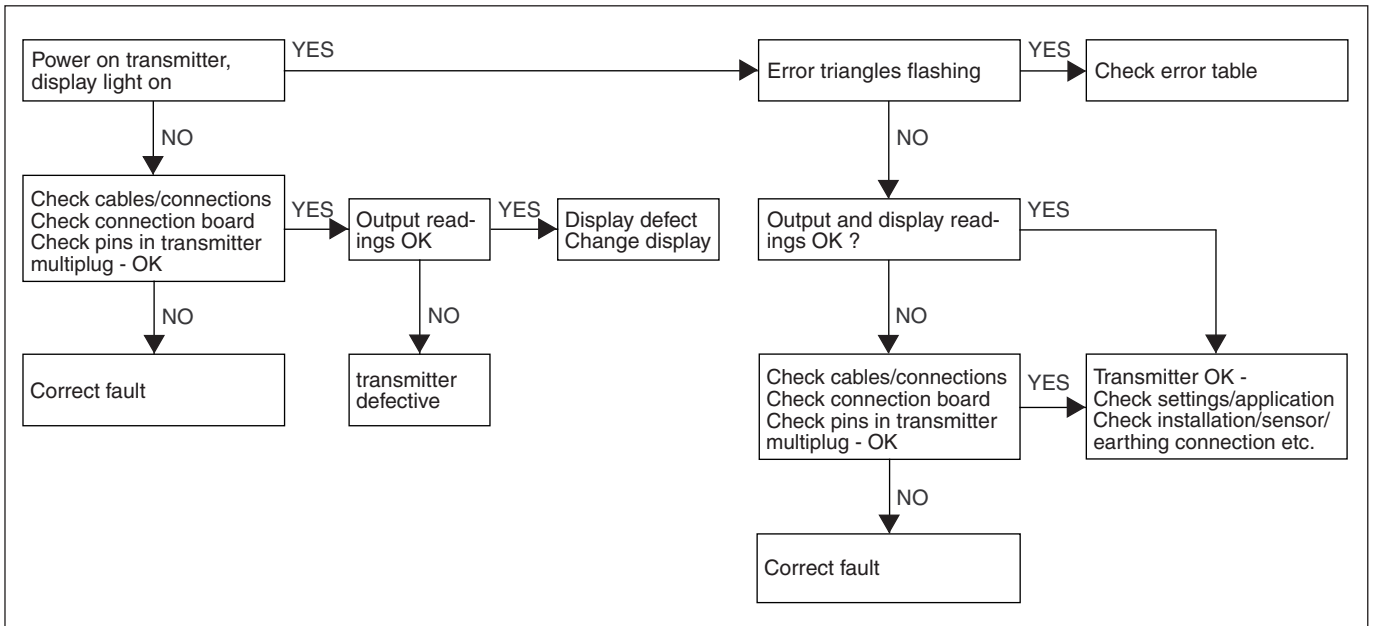 Power on transmitter,
display light on
YES
Error triangles flashing
YES
Check error table
NO
NO
Check cables/connections
Check connection board
Check pins in transmitter
multiplug - OK
YES
Output read-
ings OK
YES
Display defect
Change display
Output and display read-
ings OK ?
YES
NO
NO
NO
Correct fault
transmitter
defective
Check cables/connections
Check connection board
Check pins in transmitter
multiplug - OK
YES
Transmitter OK -
Check settings/application
Check installation/sensor/
earthing connection etc.
NO
Correct fault